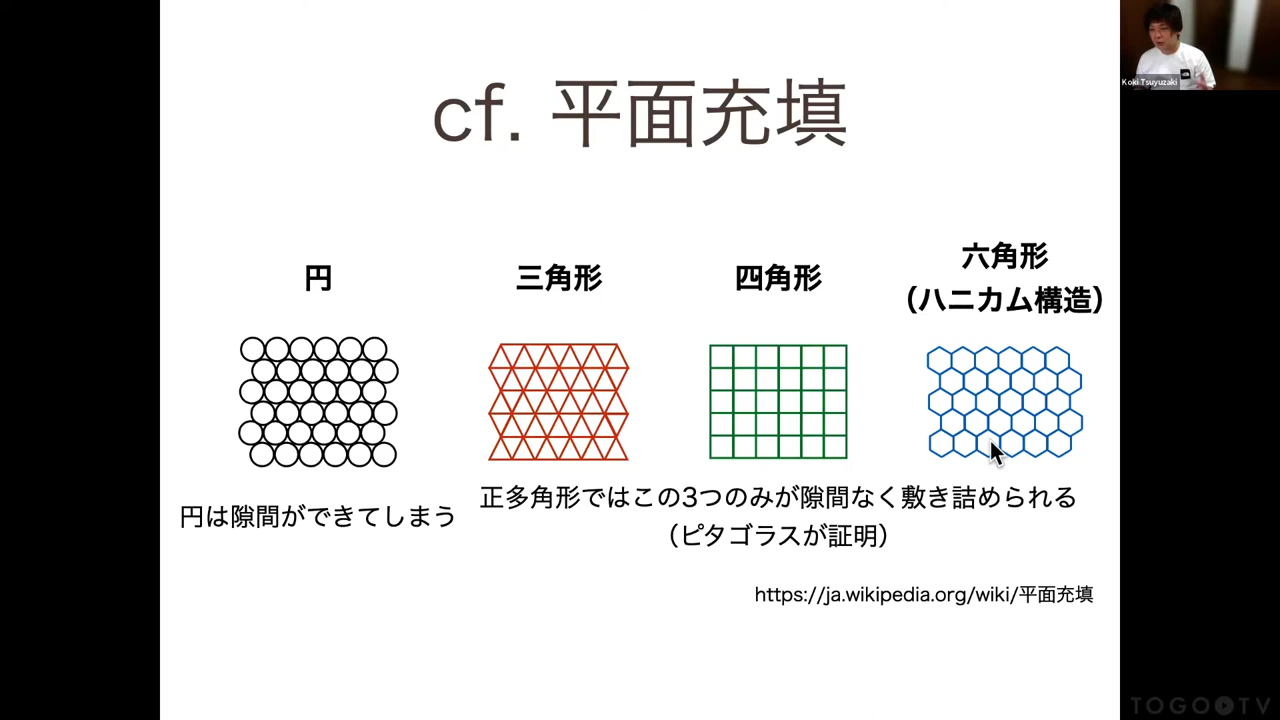 cf. 平面充填
円
三角形
四角形
六角形
（ハニカム構造）
円は隙間ができてしまう
正多角形ではこの3つのみが隙間なく敷き詰められる
（ピタゴラスが証明）
https://ja.wikipedia.org/wiki/平面充填
Koki Tsuyuzaki
TOGO TV